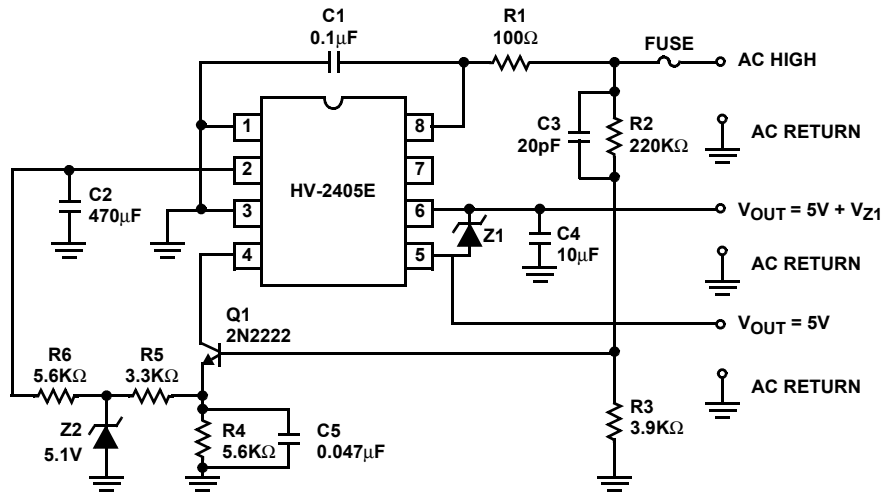 C1
0.1μF
R1
100Ω
FUSE
AC HIGH
1
8
C3
20pF
R2
220KΩ
AC RETURN
2
7
HV-2405E
C2
470μF
3
6
VOUT = 5V + VZ1
Z1
C4
10μF
4
5
AC RETURN
Q1
2N2222
VOUT = 5V
R6
5.6KΩ
R5
3.3KΩ
AC RETURN
R3
3.9KΩ
Z2
5.1V
R4
5.6KΩ
C5
0.047μF